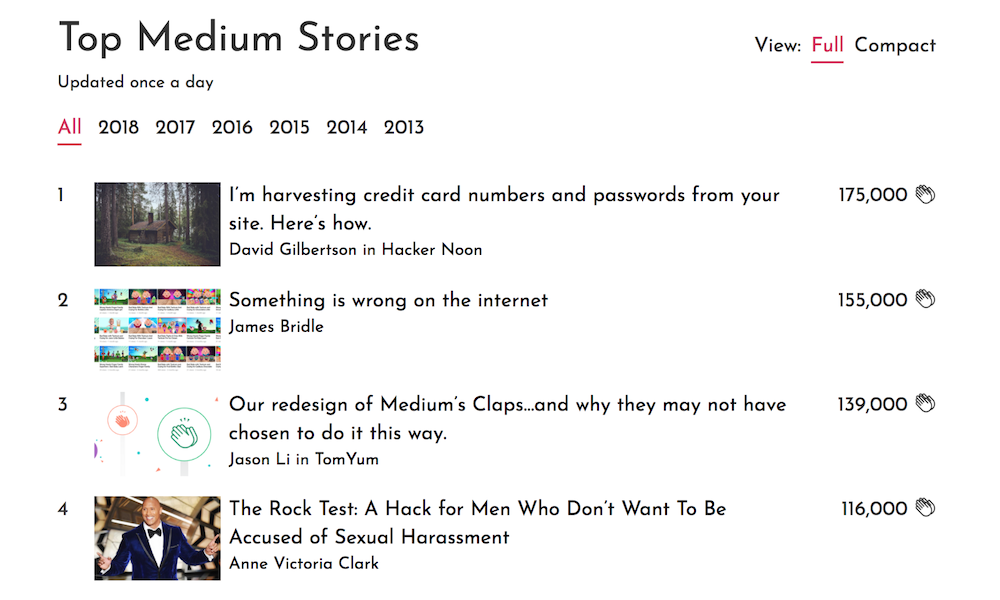 Top Medium Stories
View: Full Compact
Updated once a day
All 2018 2017 2016 2015 2014 2013
1
I'm harvesting credit card numbers and passwords from your
site. Here's how.
David Gilbertson in Hacker Noon
175,000
2
Something is wrong on the internet
James Bridle
155,000
3
Our redesign of Medium's Claps...and why they may not have
chosen to do it this way.
Jason Li in TomYum
139,000
4
The Rock Test: A Hack for Men Who Don't Want To Be
Accused of Sexual Harassment
Anne Victoria Clark
116,000